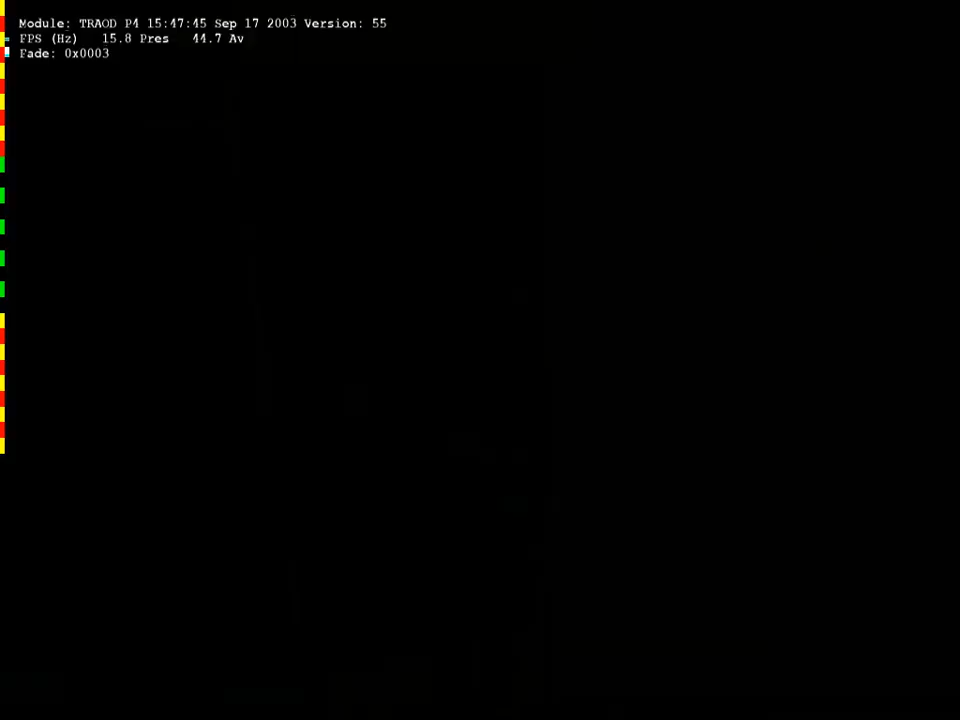 Module: TRAOD P4 15:47:45 Sep 17 2003 Version: 55
FPS (Hz) 15.8 Pres 44.7 Av
Fade: 0x0003